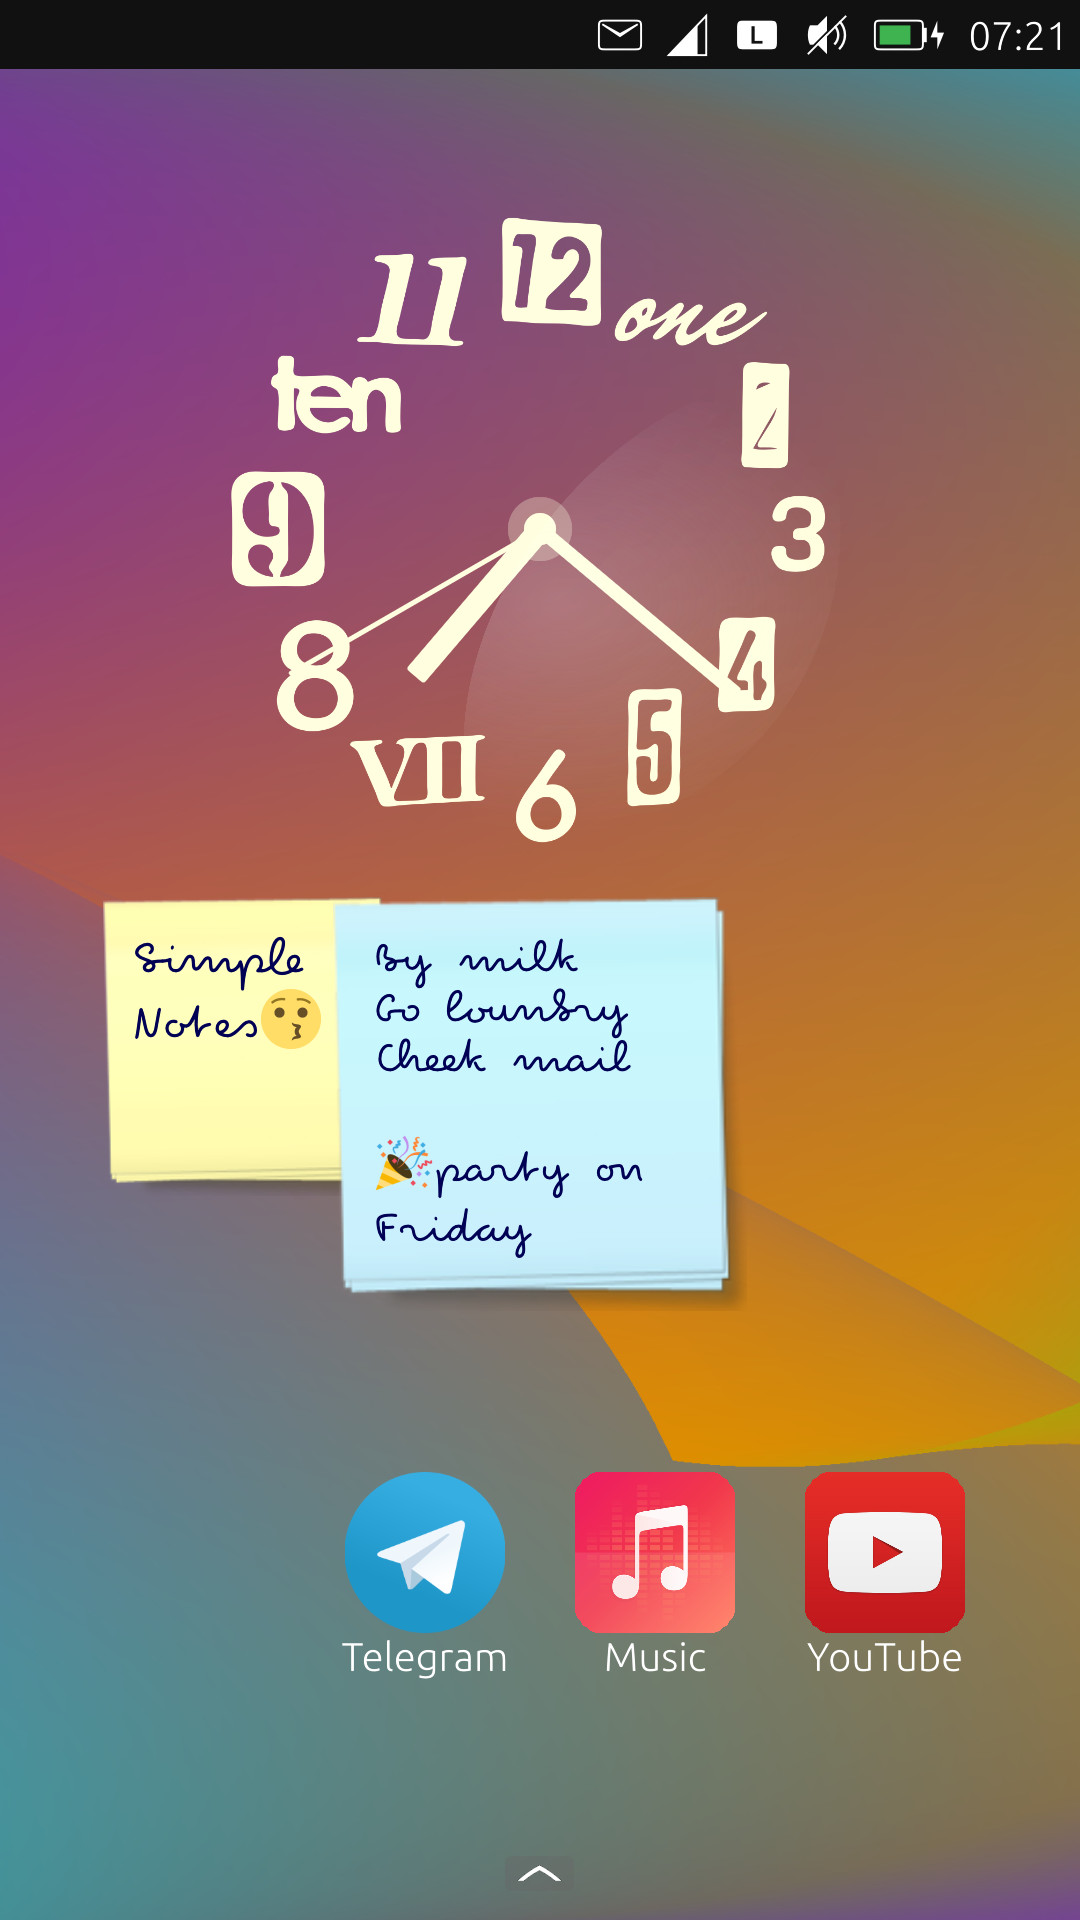 L 07:21
12
11
one
ten
2
9
3
8
4
VII
5
6
Simple
Notes😗
By milk
Go loundry
Cheek mail
🎉party on
Friday
Telegram Music YouTube